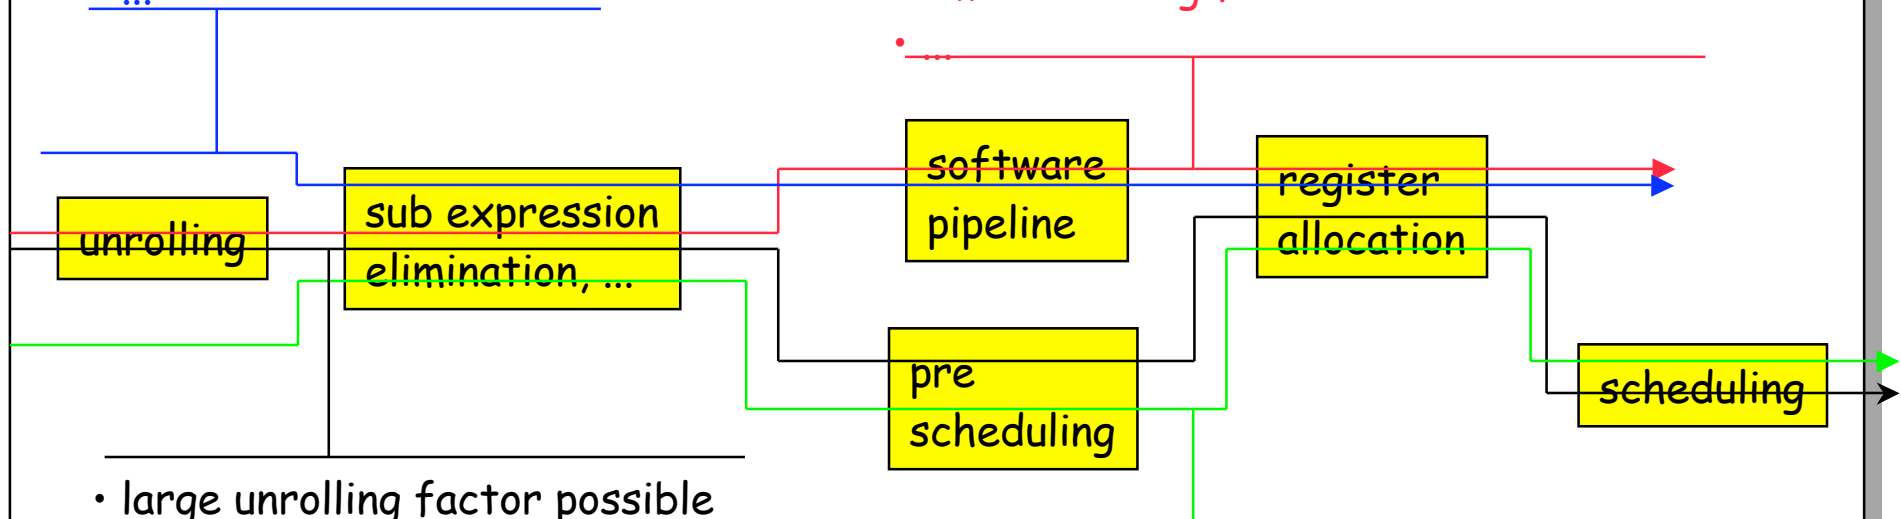 ...
• ...
software
pipeline
register
allocation
sub expression
elimination, ...
unrolling
pre
scheduling
scheduling
• large unrolling factor possible